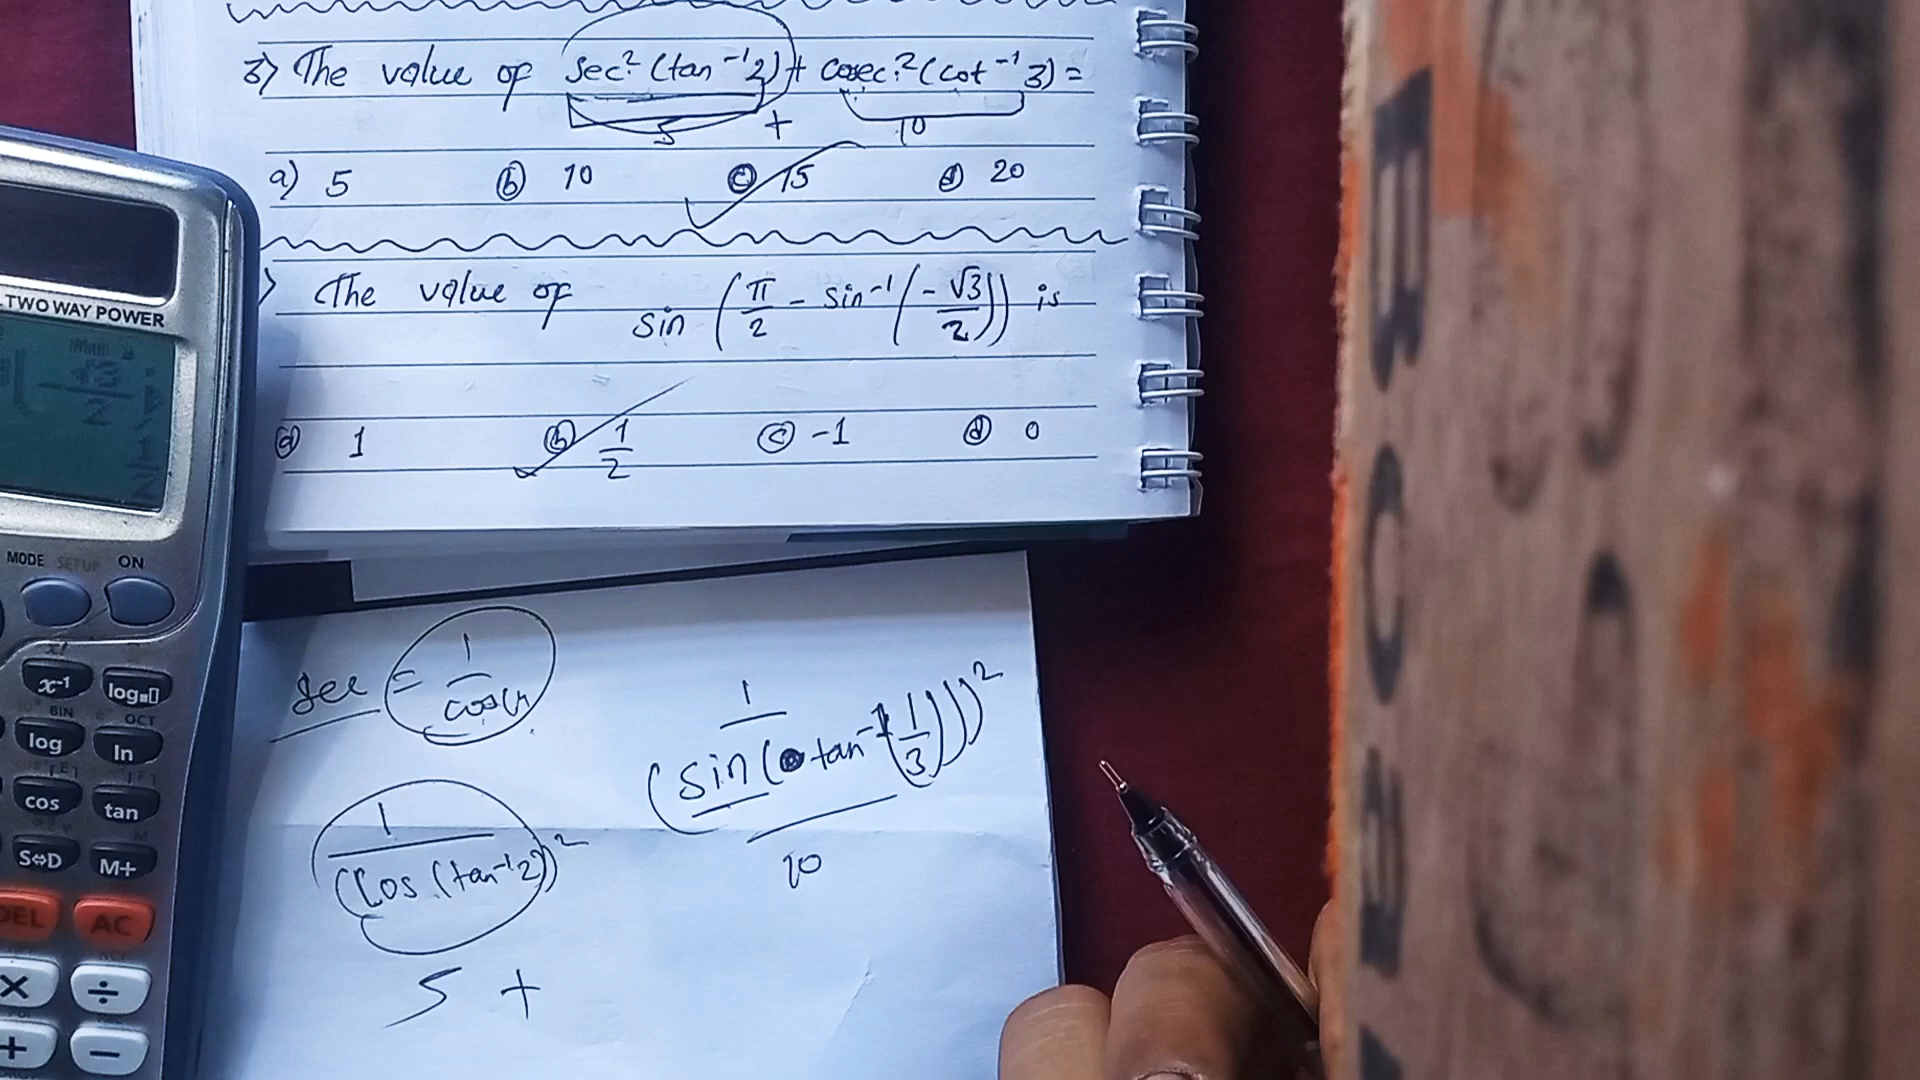 3) The value of sec² (tan⁻¹2) + cosec² (cot⁻¹3) =
5 + 10
a) 5 (b) 10 (c) 15 (d) 20
) The value of sin (π/2 - sin⁻¹(-√3/2)) is
(a) 1 (b) 1/2 (c) -1 (d) 0
TWO WAY POWER
Math
MODE SETUP ON
x⁻¹ log
BIN OCT
log ln
cos tan
S⇔D M+
DEL AC
× ÷
+ −
sec = 1/cos(
1/(sin(tan⁻¹(1/3)))²
10
1/(Cos (tan⁻¹2))²
5 +